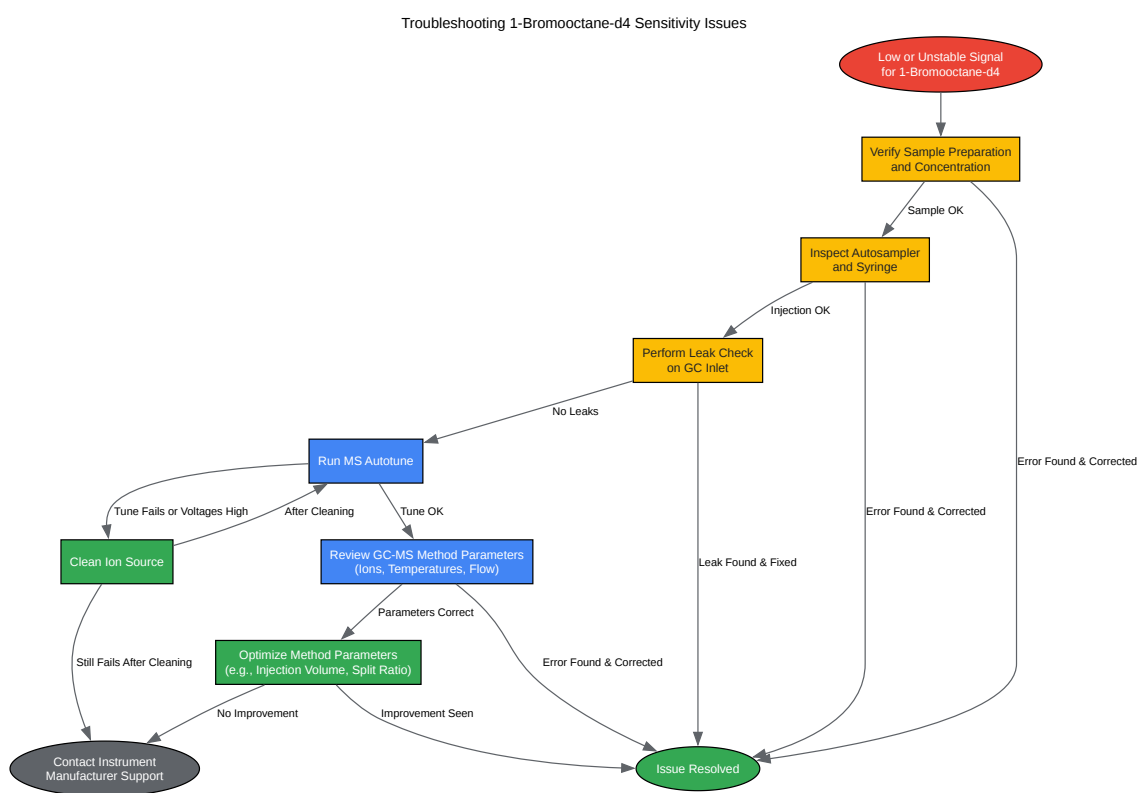 Troubleshooting 1-Bromooctane-d4 Sensitivity Issues
Low or Unstable Signal
for 1-Bromooctane-d4
Verify Sample Preparation
and Concentration
Sample OK
Inspect Autosampler
and Syringe
Injection OK
Perform Leak Check
on GC Inlet
No Leaks
Run MS Autotune
Error Found & Corrected
Tune Fails or Voltages High
After Cleaning
Tune OK
Error Found & Corrected
Clean Ion Source
Review GC-MS Method Parameters
(Ions, Temperatures, Flow)
Leak Found & Fixed
Parameters Correct
Still Fails After Cleaning
Optimize Method Parameters
(e.g., Injection Volume, Split Ratio)
Error Found & Corrected
No Improvement
Improvement Seen
Contact Instrument
Manufacturer Support
Issue Resolved